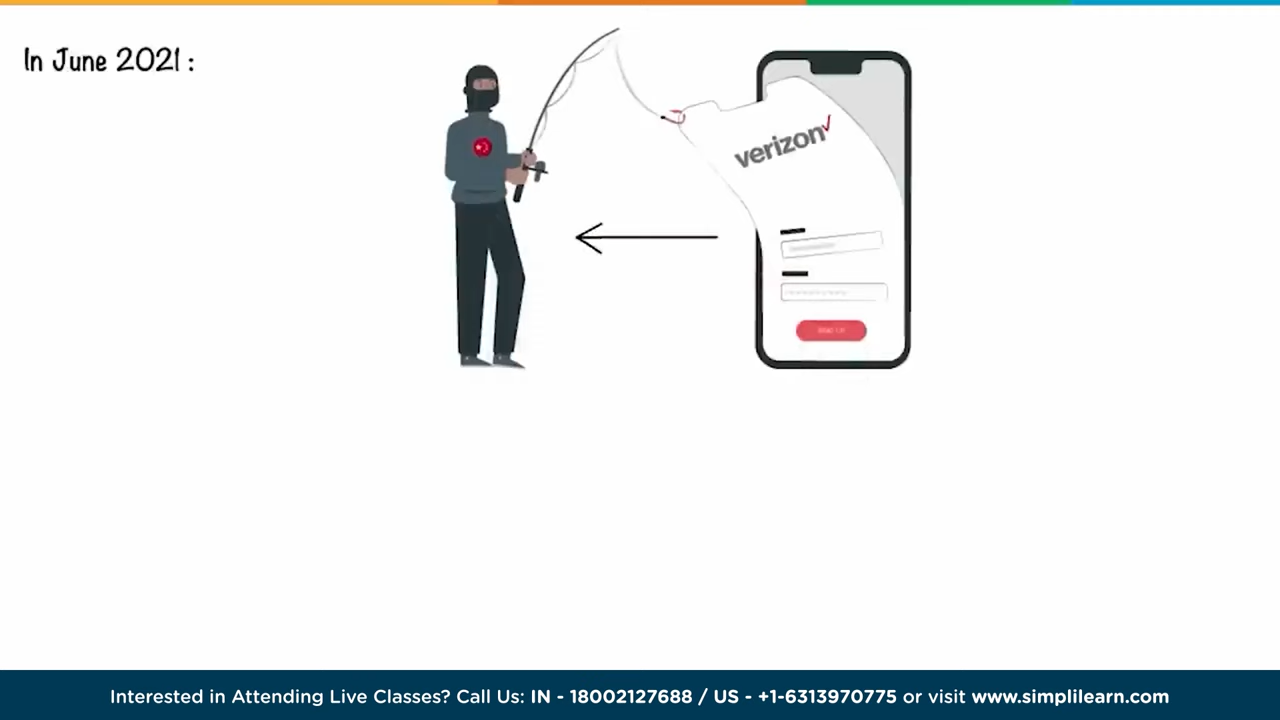 In June 2021 :
verizon
Interested in Attending Live Classes? Call Us: IN - 18002127688 / US - +1-6313970775 or visit www.simplilearn.com